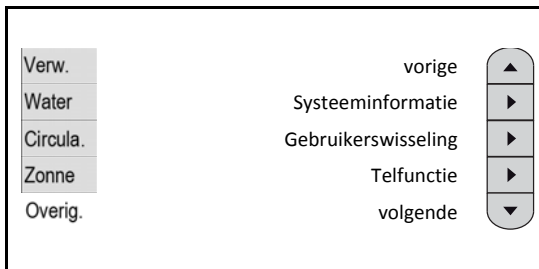 Verw. vorige
Water Systeeminformatie
Circula. Gebruikerswisseling
Zonne Telfunctie
Overig. volgende